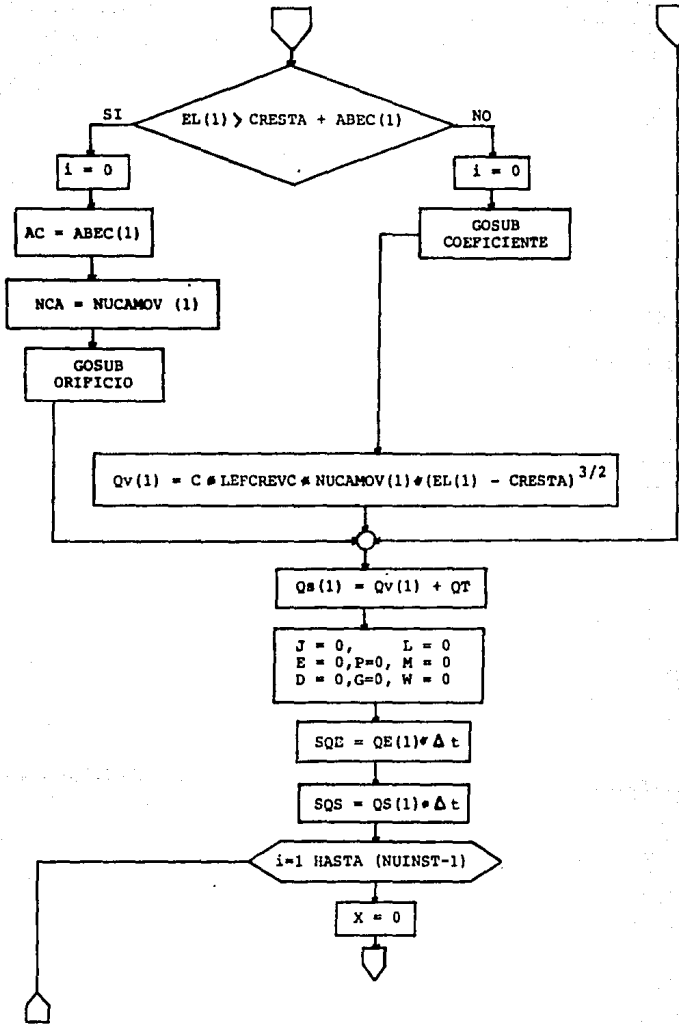 EL(1) > CRESTA + ABEC(1)
SI
NO
i = 0
i = 0
AC = ABEC(1)
GOSUB
COEFICIENTE
NCA = NUCAMOV (1)
GOSUB
ORIFICIO
Qv(1) = C * LEFCREVC * NUCAMOV(1) * (EL(1) - CRESTA) 3/2
Qs(1) = Qv(1) + QT
J = 0, L = 0
E = 0,P=0, M = 0
D = 0,G=0, W = 0
SQE = QE(1) * Δ t
SQS = QS(1) * Δ t
i=1 HASTA (NUINST-1)
X = 0